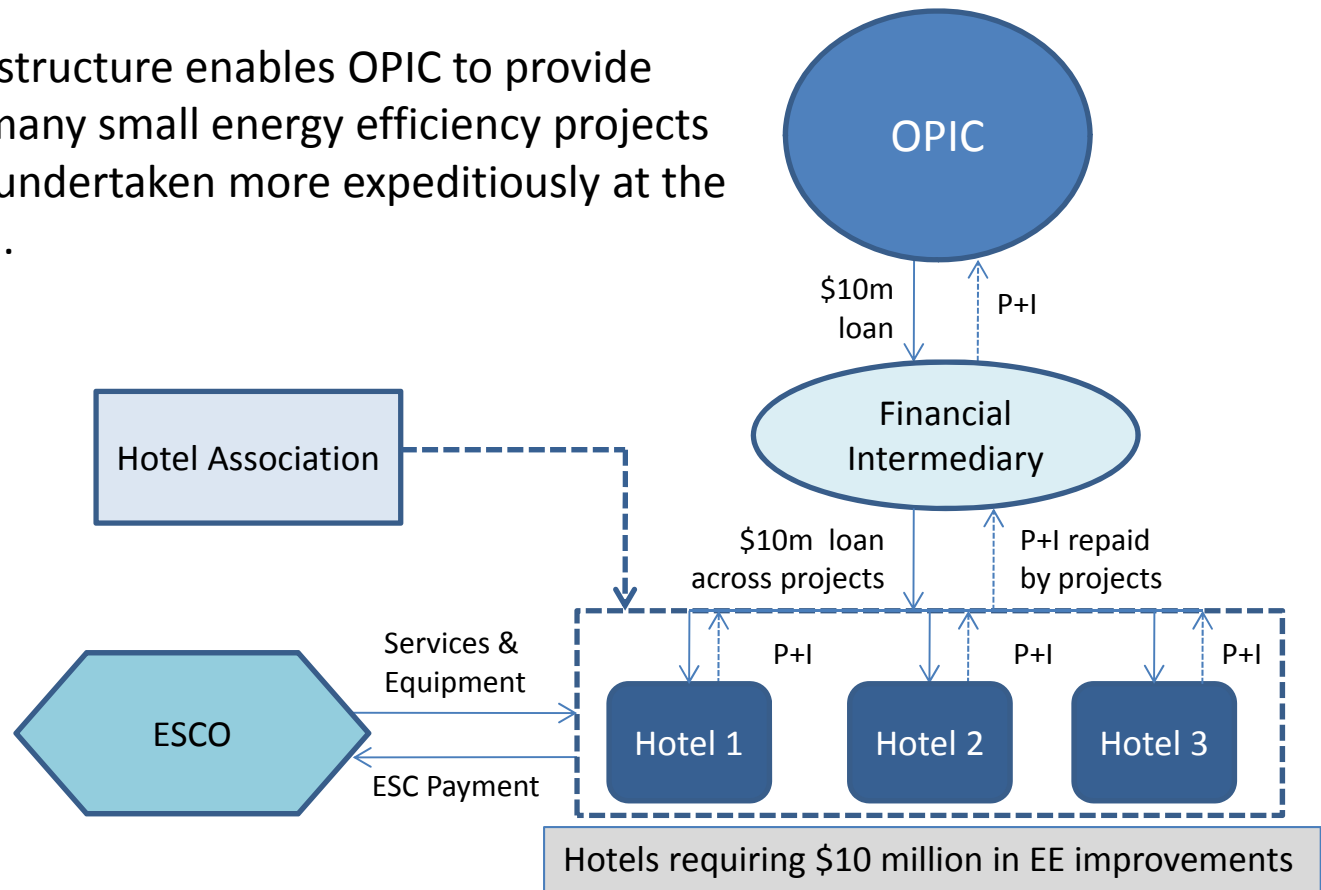 structure enables OPIC to provide
many small energy efficiency projects
undertaken more expeditiously at the
.
OPIC
$10m
loan
P+I
Financial
Intermediary
Hotel Association
$10m loan
across projects
P+I repaid
by projects
Services &
Equipment
P+I
P+I
P+I
ESCO
Hotel 1
Hotel 2
Hotel 3
ESC Payment
Hotels requiring $10 million in EE improvements